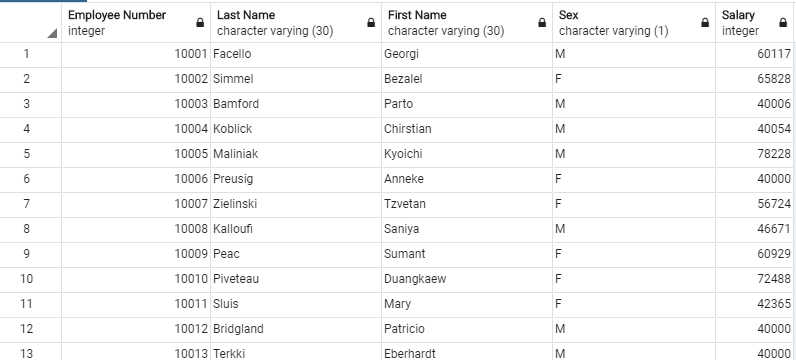 Employee Number Last Name First Name Sex Salary
integer character varying (30) character varying (30) character varying (1) integer
1 10001 Facello Georgi M 60117
2 10002 Simmel Bezalel F 65828
3 10003 Bamford Parto M 40006
4 10004 Koblick Chirstian M 40054
5 10005 Maliniak Kyoichi M 78228
6 10006 Preusig Anneke F 40000
7 10007 Zielinski Tzvetan F 56724
8 10008 Kalloufi Saniya M 46671
9 10009 Peac Sumant F 60929
10 10010 Piveteau Duangkaew F 72488
11 10011 Sluis Mary F 42365
12 10012 Bridgland Patricio M 40000
13 10013 Terkki Eberhardt M 40000